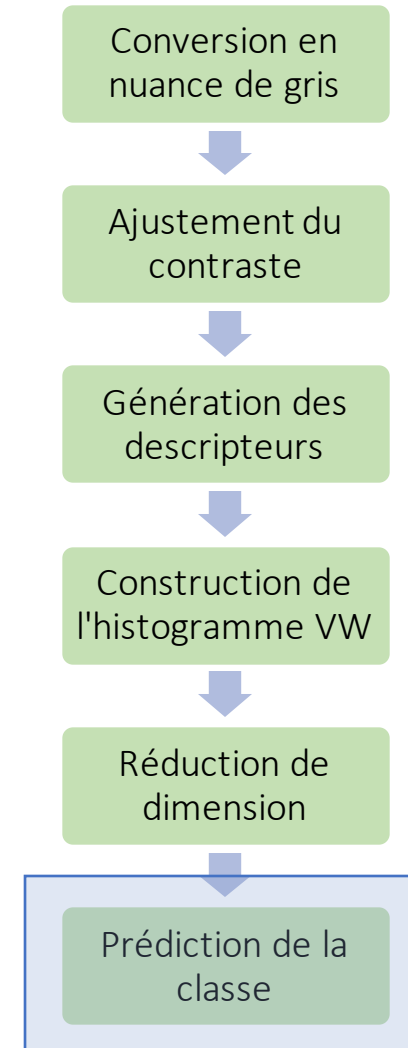 Conversion en
nuance de gris
Ajustement du
contraste
Génération des
descripteurs
Construction de
l'histogramme VW
Réduction de
dimension
Prédiction de la
classe